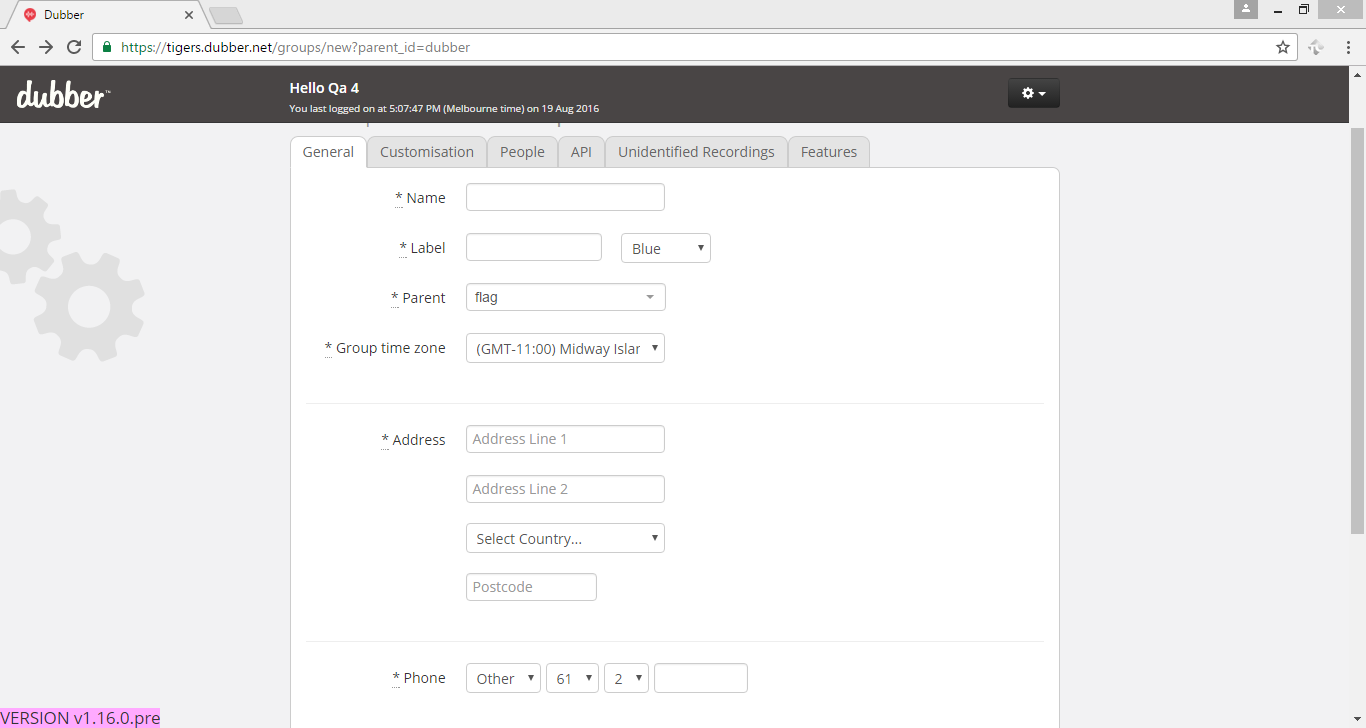 Dubber
https://tigers.dubber.net/groups/new?parent_id=dubber
dubber™
Hello Qa 4
You last logged on at 5:07:47 PM (Melbourne time) on 19 Aug 2016
General Customisation People API Unidentified Recordings Features
* Name
* Label Blue
* Parent flag
* Group time zone (GMT-11:00) Midway Islar
* Address Address Line 1
Address Line 2
Select Country...
Postcode
* Phone Other 61 2
VERSION v1.16.0.pre